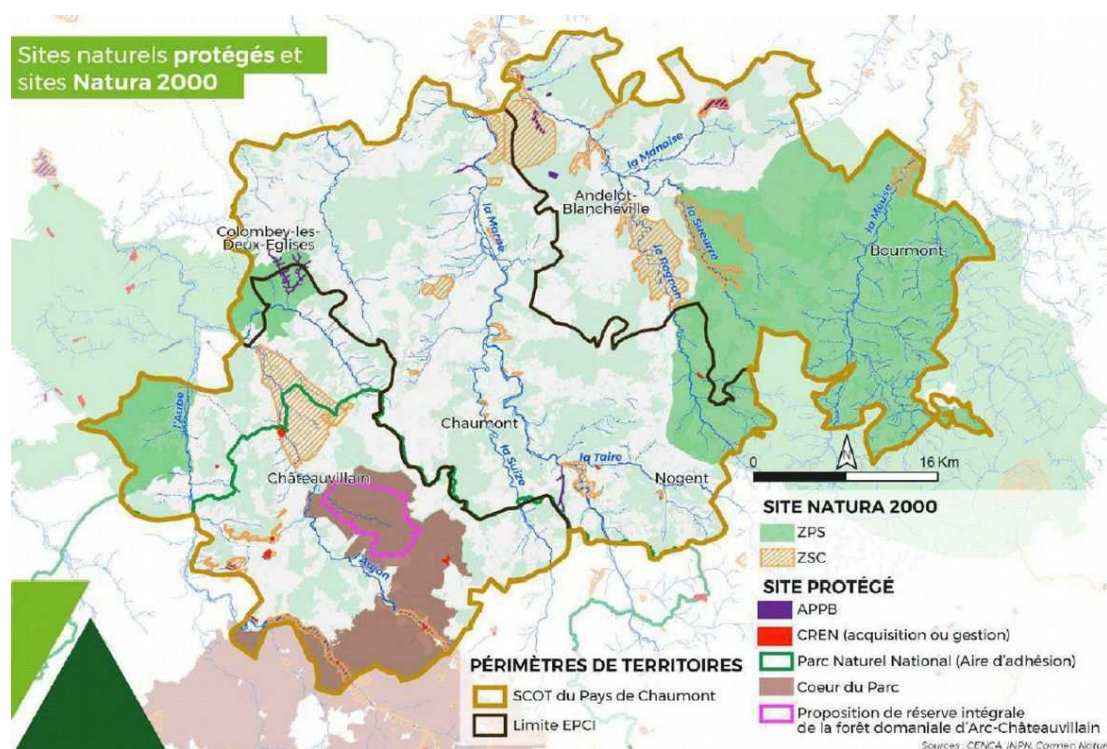 Sites naturels protégés et
sites Natura 2000
la Manoise
Andelot-
Blancheville
la Sueurre
la Meuse
Bourmont
Colombey-les-
Deux-Eglises
la Marne
le Rognon
l'Aube
Chaumont
la Suize
la Taire
Nogent
Châteauvillain
l'Aujon
N
0 16 Km
SITE NATURA 2000
ZPS
ZSC
SITE PROTÉGÉ
APPB
CREN (acquisition ou gestion)
Parc Naturel National (Aire d'adhésion)
Coeur du Parc
Proposition de réserve intégrale
de la forêt domaniale d'Arc-Châteauvillain
PÉRIMÈTRES DE TERRITOIRES
SCOT du Pays de Chaumont
Limite EPCI
Sources : CENCA, INPN, Carmen Natur